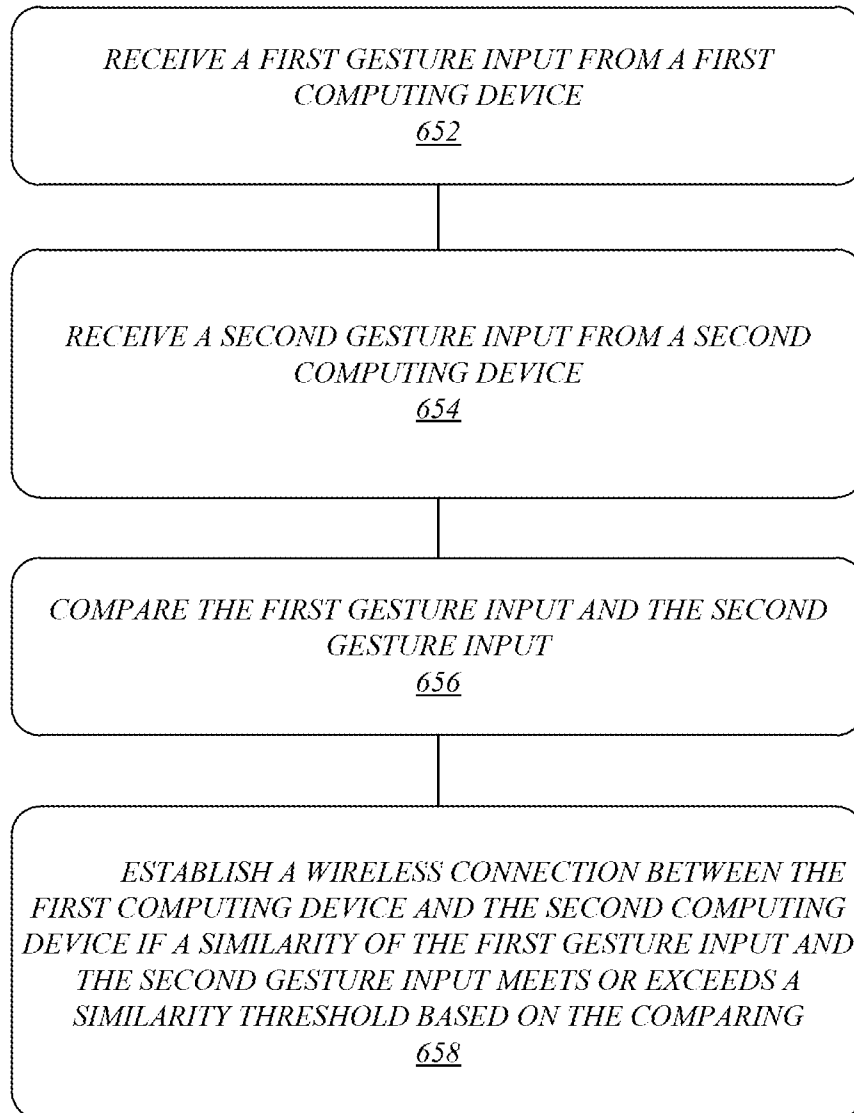 RECEIVE A FIRST GESTURE INPUT FROM A FIRST
COMPUTING DEVICE
652
RECEIVE A SECOND GESTURE INPUT FROM A SECOND
COMPUTING DEVICE
654
COMPARE THE FIRST GESTURE INPUT AND THE SECOND
GESTURE INPUT
656
ESTABLISH A WIRELESS CONNECTION BETWEEN THE
FIRST COMPUTING DEVICE AND THE SECOND COMPUTING
DEVICE IF A SIMILARITY OF THE FIRST GESTURE INPUT AND
THE SECOND GESTURE INPUT MEETS OR EXCEEDS A
SIMILARITY THRESHOLD BASED ON THE COMPARING
658